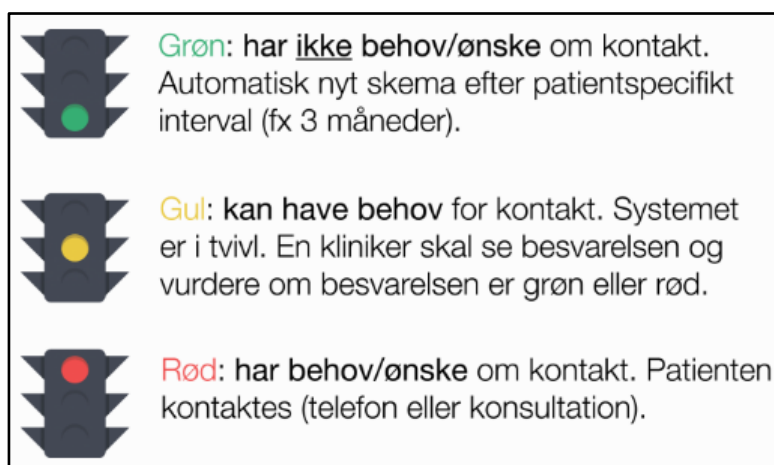 Grøn: har ikke behov/ønske om kontakt.
Automatisk nyt skema efter patientspecifikt
interval (fx 3 måneder).
Gul: kan have behov for kontakt. Systemet
er i tvivl. En kliniker skal se besvarelsen og
vurdere om besvarelsen er grøn eller rød.
Rød: har behov/ønske om kontakt. Patienten
kontaktes (telefon eller konsultation).